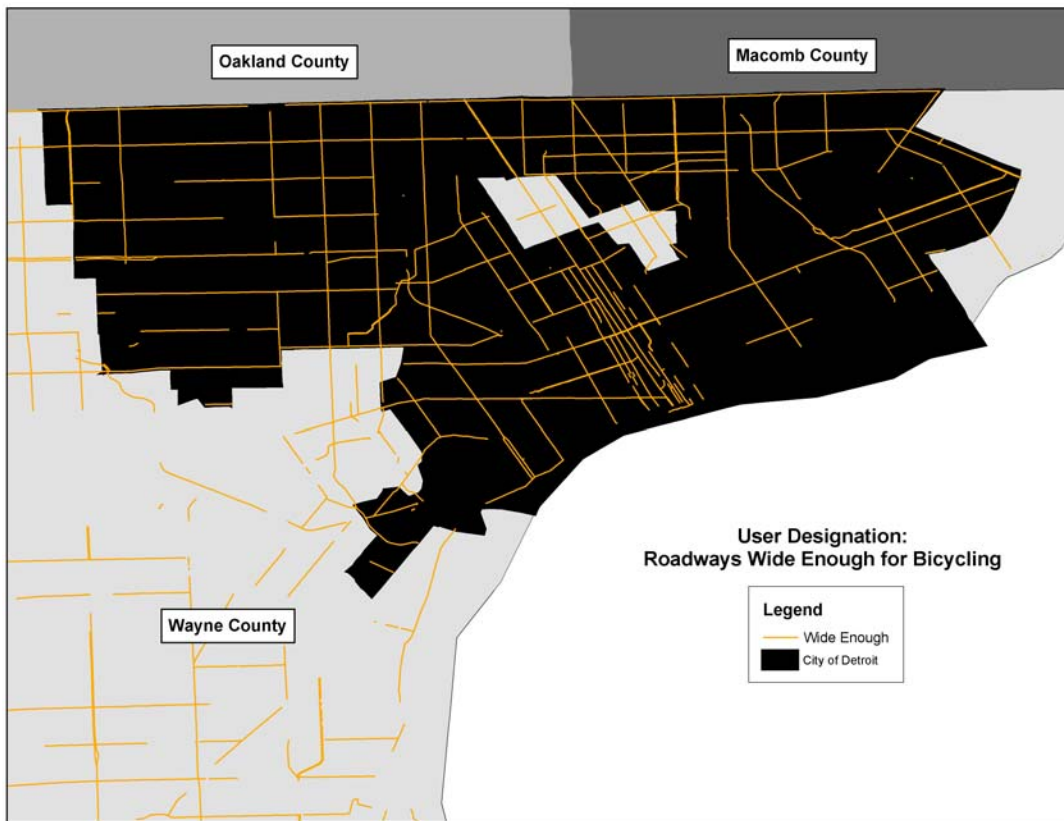 Oakland County
Macomb County
User Designation:
Roadways Wide Enough for Bicycling
Legend
Wide Enough
City of Detroit
Wayne County